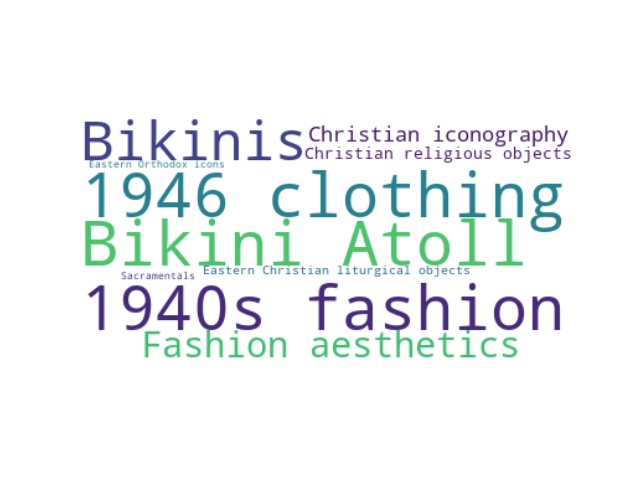 Bikinis
Christian iconography
Christian religious objects
Eastern Orthodox icons
1946 clothing
Bikini Atoll
Eastern Christian liturgical objects
Sacramentals
1940s fashion
Fashion aesthetics